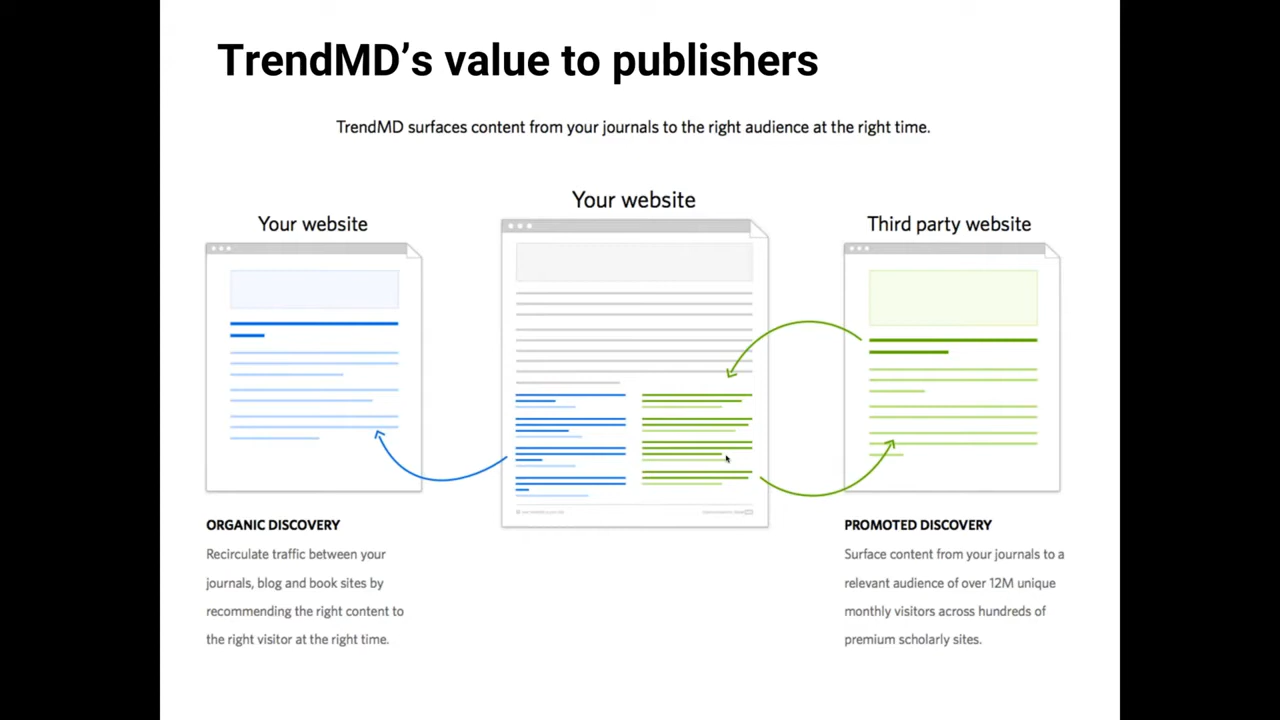 TrendMD’s value to publishers
TrendMD surfaces content from your journals to the right audience at the right time.
Your website
Your website
Third party website
ORGANIC DISCOVERY
Recirculate traffic between your
journals, blog and book sites by
recommending the right content to
the right visitor at the right time.
PROMOTED DISCOVERY
Surface content from your journals to a
relevant audience of over 12M unique
monthly visitors across hundreds of
premium scholarly sites.